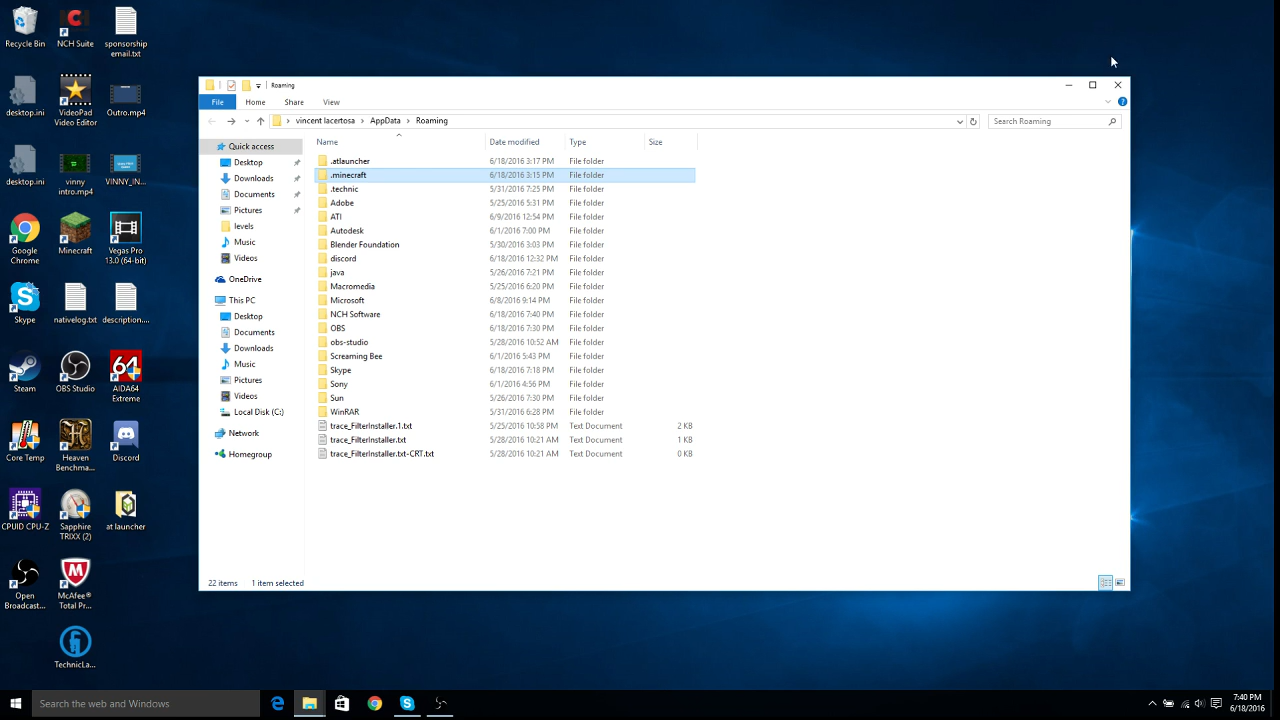 Recycle Bin
NCH Suite
sponsorship
email.txt
desktop.ini
VideoPad
Video Editor
Outro.mp4
desktop.ini
vinny
intro.mp4
VINNY_IN...
Google
Chrome
Minecraft
Vegas Pro
13.0 (64-bit)
Skype
nativelog.txt
description....
Steam
OBS Studio
64
AIDA64
Extreme
Core Temp
Heaven
Benchma...
Discord
CPUID CPU-Z
Sapphire
TRIXX (2)
at launcher
Open
Broadcast...
McAfee®
Total Pr...
TechnicLa...
Roaming
File Home Share View
vincent lacertosa > AppData > Roaming
Search Roaming
Name Date modified Type Size
Quick access
Desktop
Downloads
Documents
Pictures
levels
Music
Videos
OneDrive
This PC
Desktop
Documents
Downloads
Music
Pictures
Videos
Local Disk (C:)
Network
Homegroup
.atlauncher 6/18/2016 3:17 PM File folder
.minecraft 6/18/2016 3:15 PM File folder
.technic 5/31/2016 7:25 PM File folder
Adobe 5/25/2016 5:31 PM File folder
ATI 6/9/2016 12:54 PM File folder
Autodesk 6/1/2016 7:00 PM File folder
Blender Foundation 5/30/2016 3:03 PM File folder
discord 6/18/2016 12:32 PM File folder
java 5/26/2016 7:21 PM File folder
Macromedia 5/25/2016 6:20 PM File folder
Microsoft 6/8/2016 9:14 PM File folder
NCH Software 6/18/2016 7:40 PM File folder
OBS 6/18/2016 7:30 PM File folder
obs-studio 5/28/2016 10:52 AM File folder
Screaming Bee 6/1/2016 5:43 PM File folder
Skype 6/18/2016 7:18 PM File folder
Sony 6/1/2016 4:56 PM File folder
Sun 5/26/2016 7:30 PM File folder
WinRAR 5/31/2016 6:28 PM File folder
trace_FilterInstaller.1.txt 5/25/2016 10:58 PM Text Document 2 KB
trace_FilterInstaller.txt 5/28/2016 10:21 AM Text Document 1 KB
trace_FilterInstaller.txt-CRT.txt 5/28/2016 10:21 AM Text Document 0 KB
22 items 1 item selected
Search the web and Windows
7:40 PM
6/18/2016